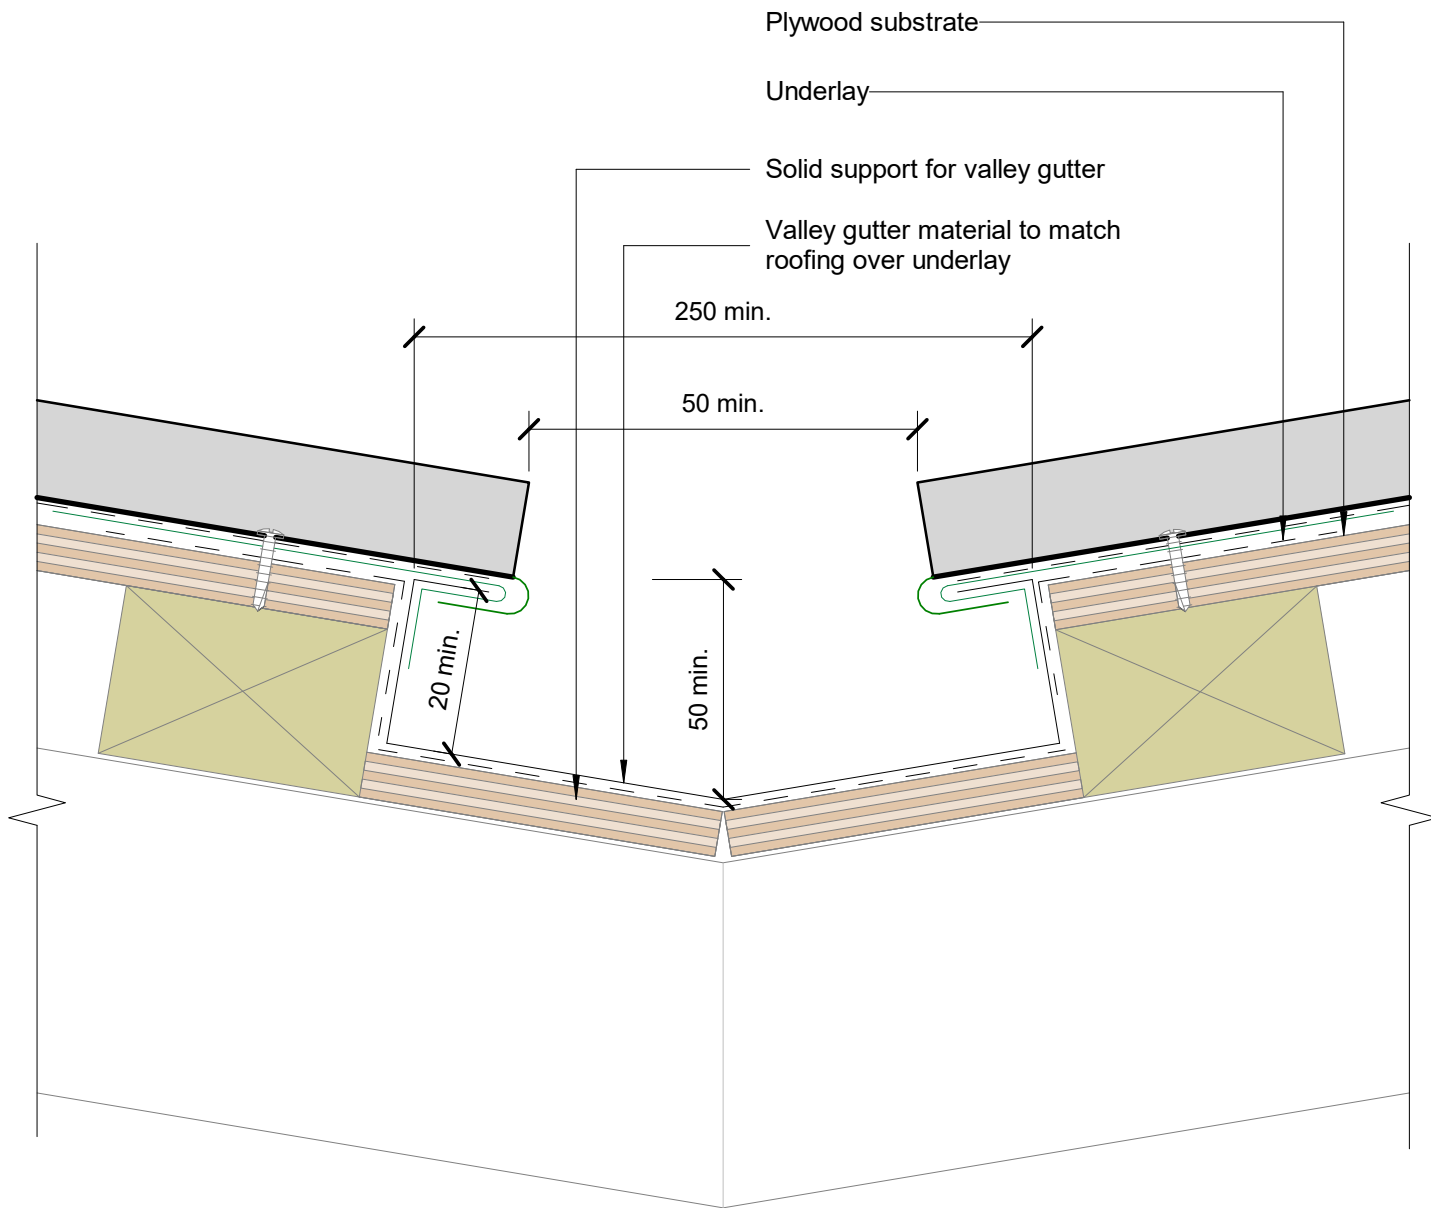 Plywood substrate
Underlay
Solid support for valley gutter
Valley gutter material to match
roofing over underlay
250 min.
50 min.
20 min.
50 min.